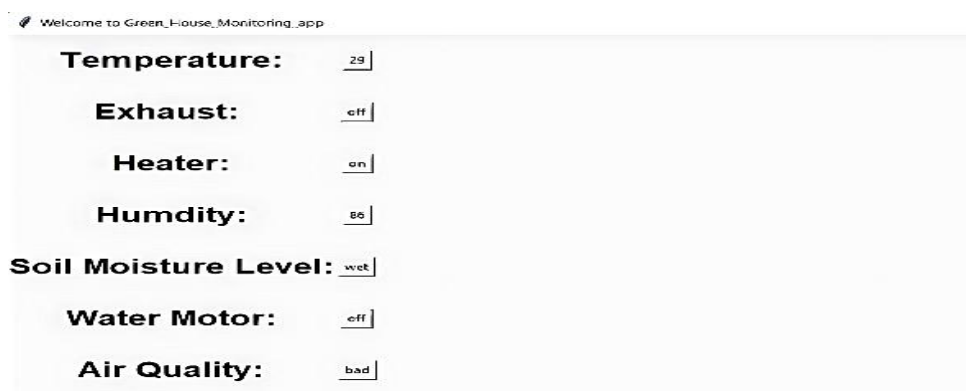 Welcome to Green_House_Monitoring_app
Temperature: 29
Exhaust: off
Heater: on
Humdity: 86
Soil Moisture Level: wet
Water Motor: off
Air Quality: bad